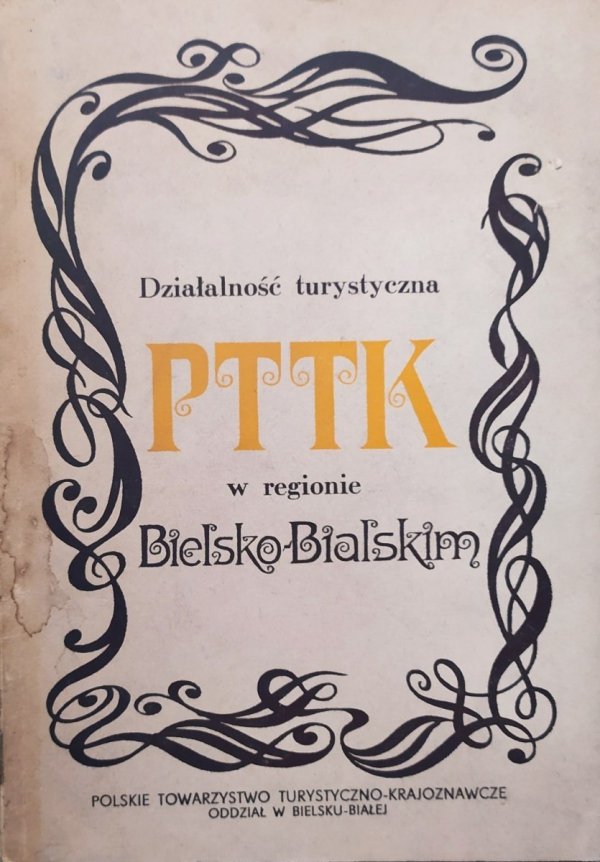 Działalność turystyczna
PTTK
w regionie
Bielsko-Bialskim
POLSKIE TOWARZYSTWO TURYSTYCZNO-KRAJOZNAWCZE
ODDZIAŁ W BIELSKU-BIAŁEJ